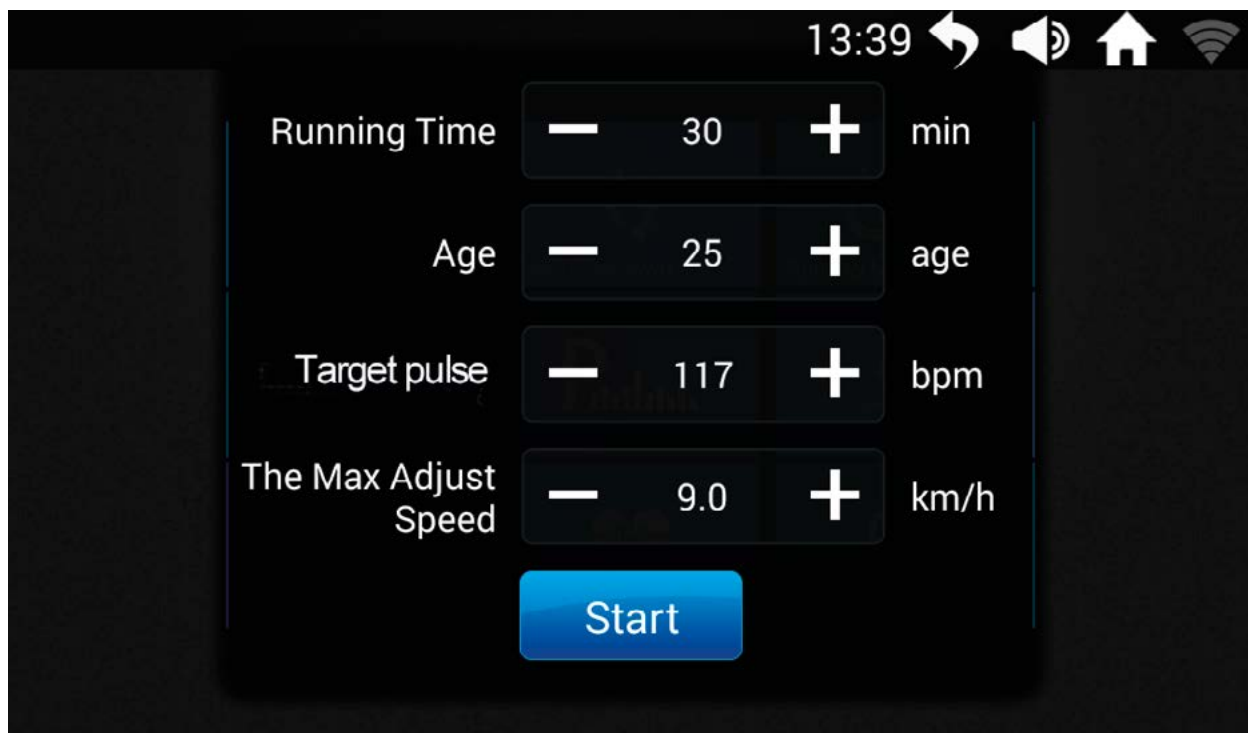 13:39
Running Time 30 min
Age 25 age
Target pulse 117 bpm
The Max Adjust
Speed 9.0 km/h
Start